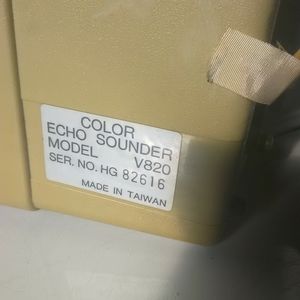 COLOR
ECHO SOUNDER
MODEL V820
SER. NO. HG 82616
MADE IN TAIWAN